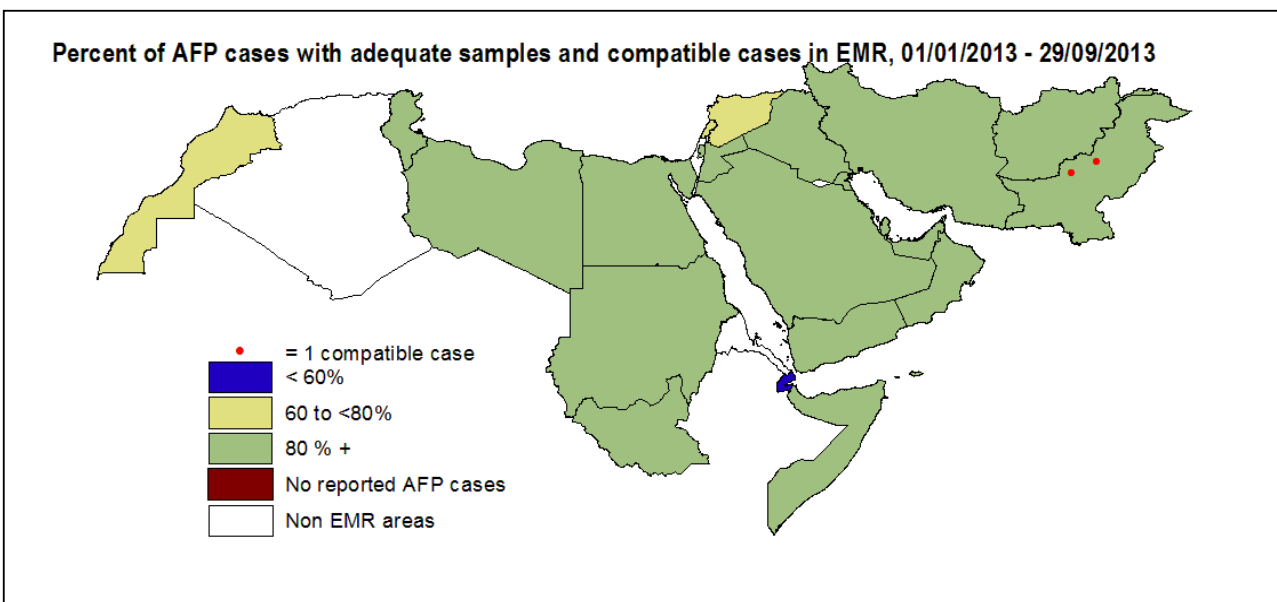 Percent of AFP cases with adequate samples and compatible cases in EMR, 01/01/2013 - 29/09/2013
= 1 compatible case
< 60%
60 to <80%
80 % +
No reported AFP cases
Non EMR areas